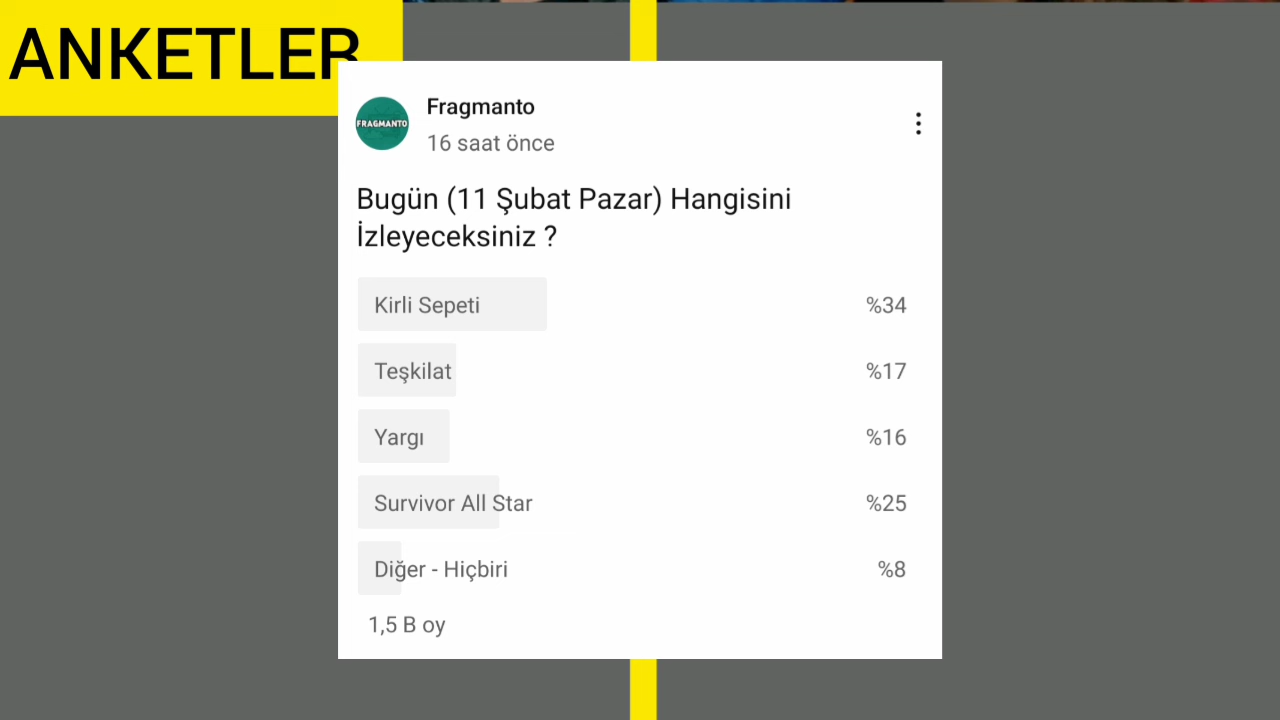 ANKETLER
FRAGMANTO
Fragmanto
16 saat önce
Bugün (11 Şubat Pazar) Hangisini
İzleyeceksiniz ?
Kirli Sepeti %34
Teşkilat %17
Yargı %16
Survivor All Star %25
Diğer - Hiçbiri %8
1,5 B oy